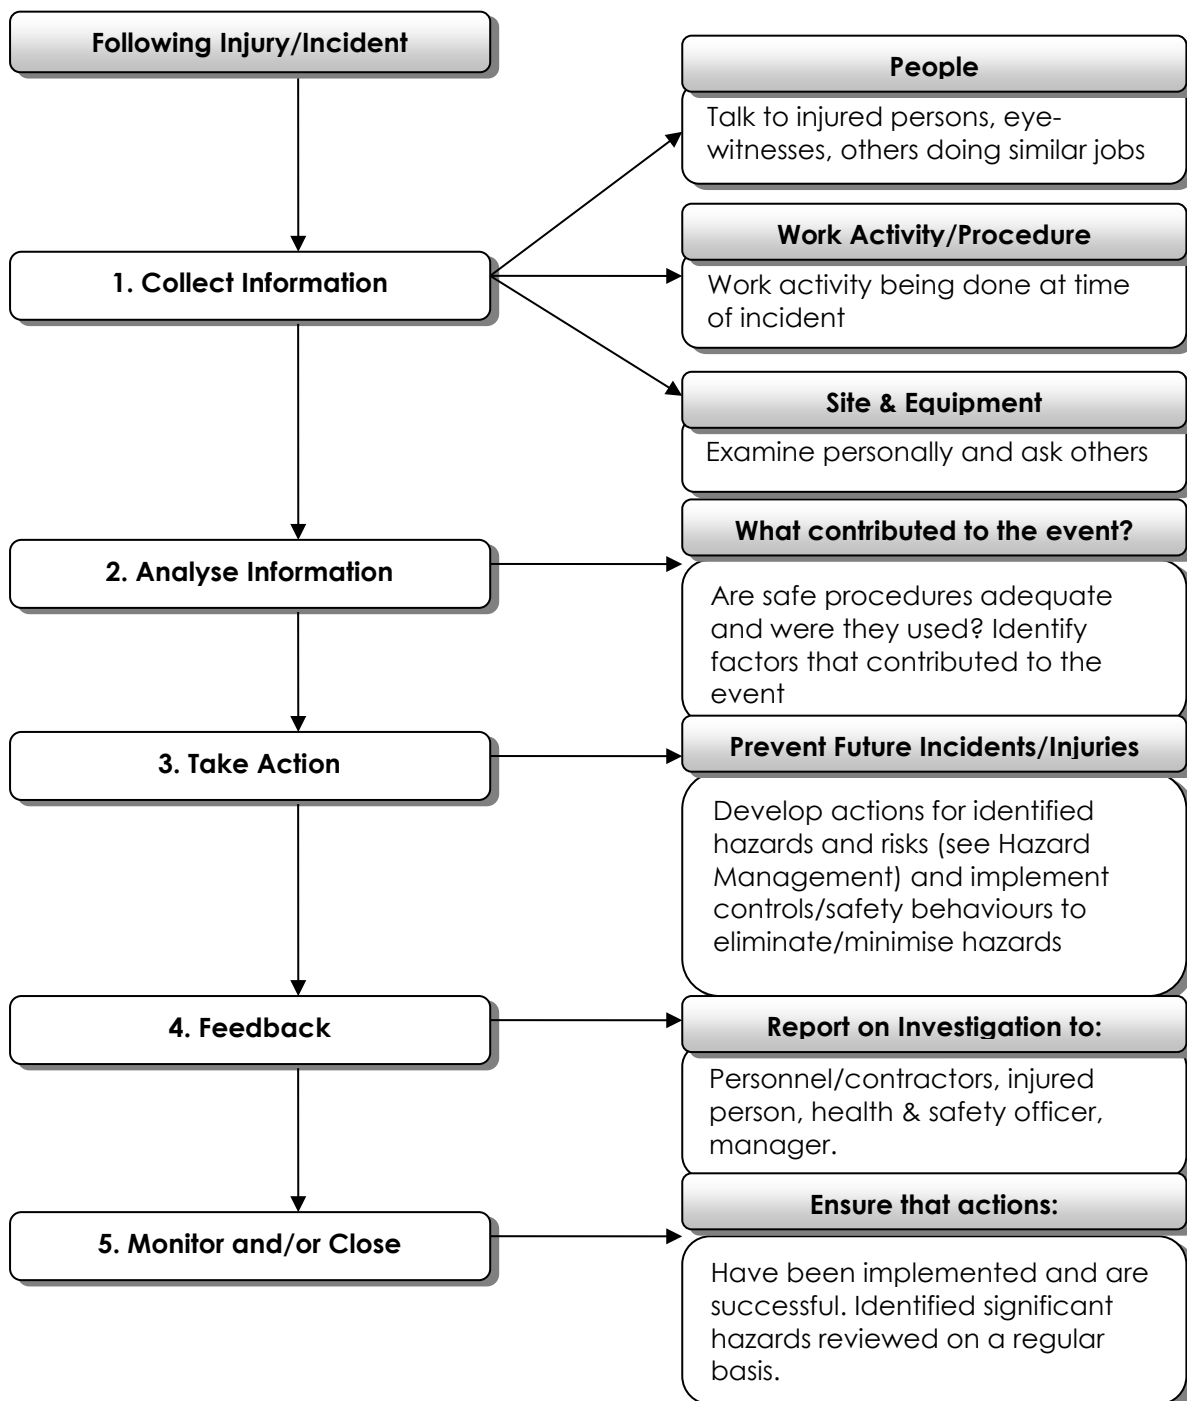 Following Injury/Incident
People
Talk to injured persons, eye-
witnesses, others doing similar jobs
Work Activity/Procedure
1. Collect Information
Work activity being done at time
of incident
Site & Equipment
Examine personally and ask others
What contributed to the event?
2. Analyse Information
Are safe procedures adequate
and were they used? Identify
factors that contributed to the
event
Prevent Future Incidents/Injuries
3. Take Action
Develop actions for identified
hazards and risks (see Hazard
Management) and implement
controls/safety behaviours to
eliminate/minimise hazards
4. Feedback
Report on Investigation to:
Personnel/contractors, injured
person, health & safety officer,
manager.
Ensure that actions:
5. Monitor and/or Close
Have been implemented and are
successful. Identified significant
hazards reviewed on a regular
basis.